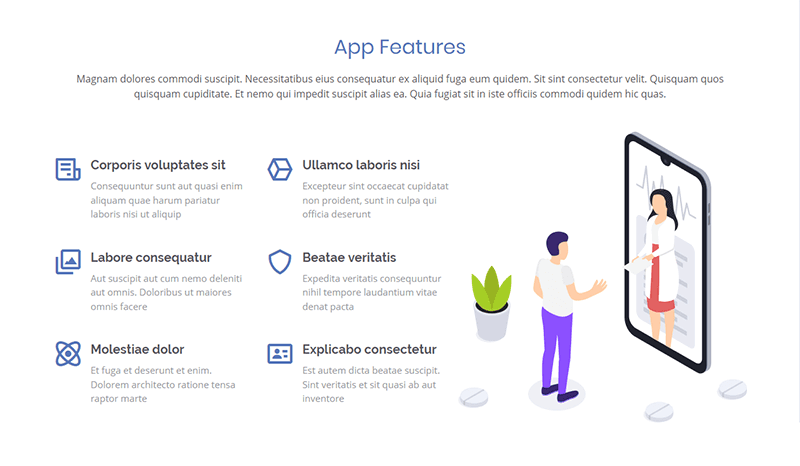 App Features
Magnam dolores commodi suscipit. Necessitatibus eius consequatur ex aliquid fuga eum quidem. Sit sint consectetur velit. Quisquam quos
quisquam cupiditate. Et nemo qui impedit suscipit alias ea. Quia fugiat sit in iste officiis commodi quidem hic quas.
Corporis voluptates sit
Consequuntur sunt aut quasi enim
aliquam quae harum pariatur
laboris nisi ut aliquip
Ullamco laboris nisi
Excepteur sint occaecat cupidatat
non proident, sunt in culpa qui
officia deserunt
Labore consequatur
Aut suscipit aut cum nemo deleniti
aut omnis. Doloribus ut maiores
omnis facere
Beatae veritatis
Expedita veritatis consequuntur
nihil tempore laudantium vitae
denat pacta
Molestiae dolor
Et fuga et deserunt et enim.
Dolorem architecto ratione tensa
raptor marte
Explicabo consectetur
Est autem dicta beatae suscipit.
Sint veritatis et sit quasi ab aut
inventore